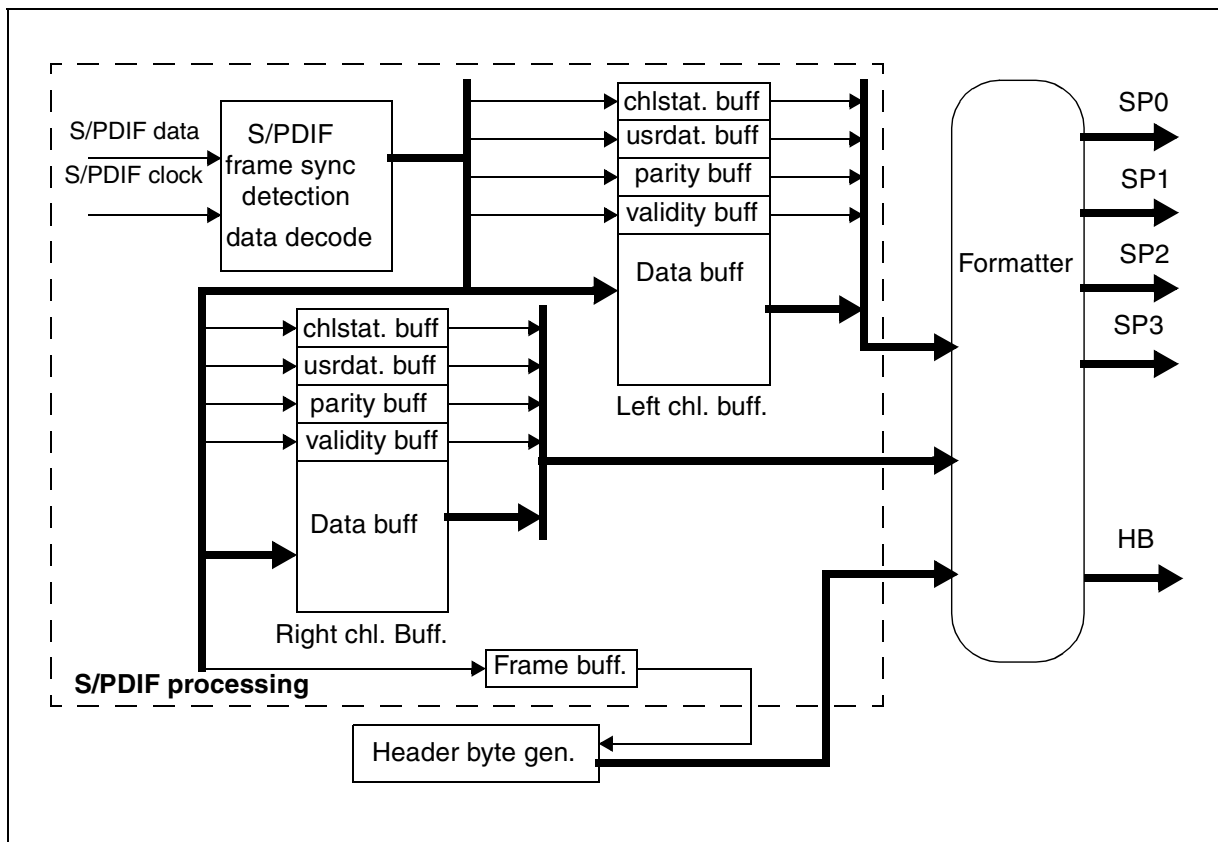 S/PDIF data
S/PDIF clock
S/PDIF
frame sync
detection
data decode
chlstat. buff
usrdat. buff
parity buff
validity buff
Data buff
Left chl. buff.
chlstat. buff
usrdat. buff
parity buff
validity buff
Data buff
Right chl. Buff.
Frame buff.
S/PDIF processing
Header byte gen.
Formatter
SP0
SP1
SP2
SP3
HB